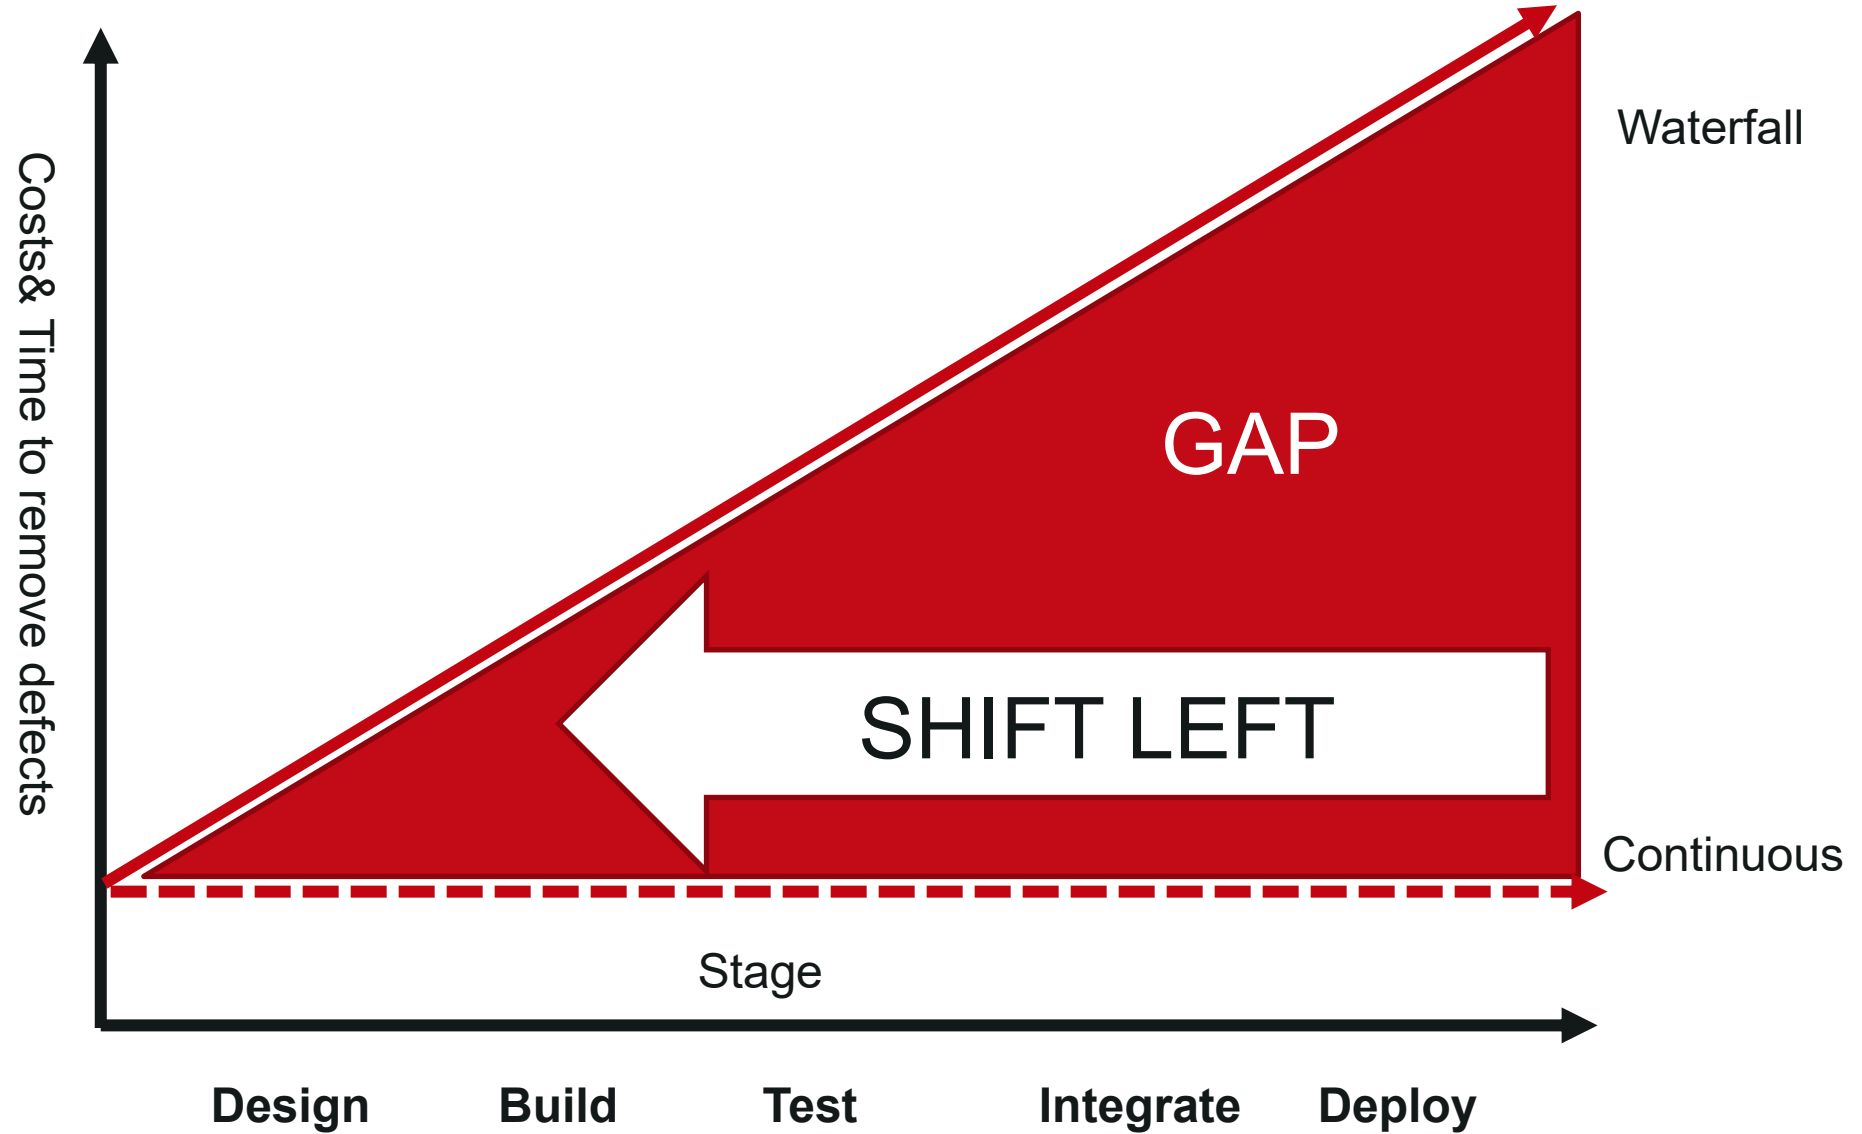 Waterfall
Costs& Time to remove defects
GAP
SHIFT LEFT
Continuous
Stage
Design Build Test Integrate Deploy